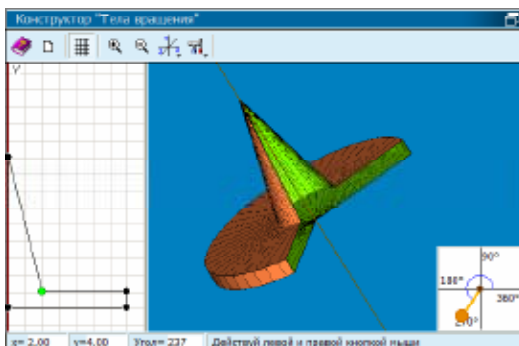 Конструктор "Тела вращения"
Y
90°
180°
360°
270°
x= 2.00 y=4.00 Угол= 237 Действуй левой и правой кнопкой мыши